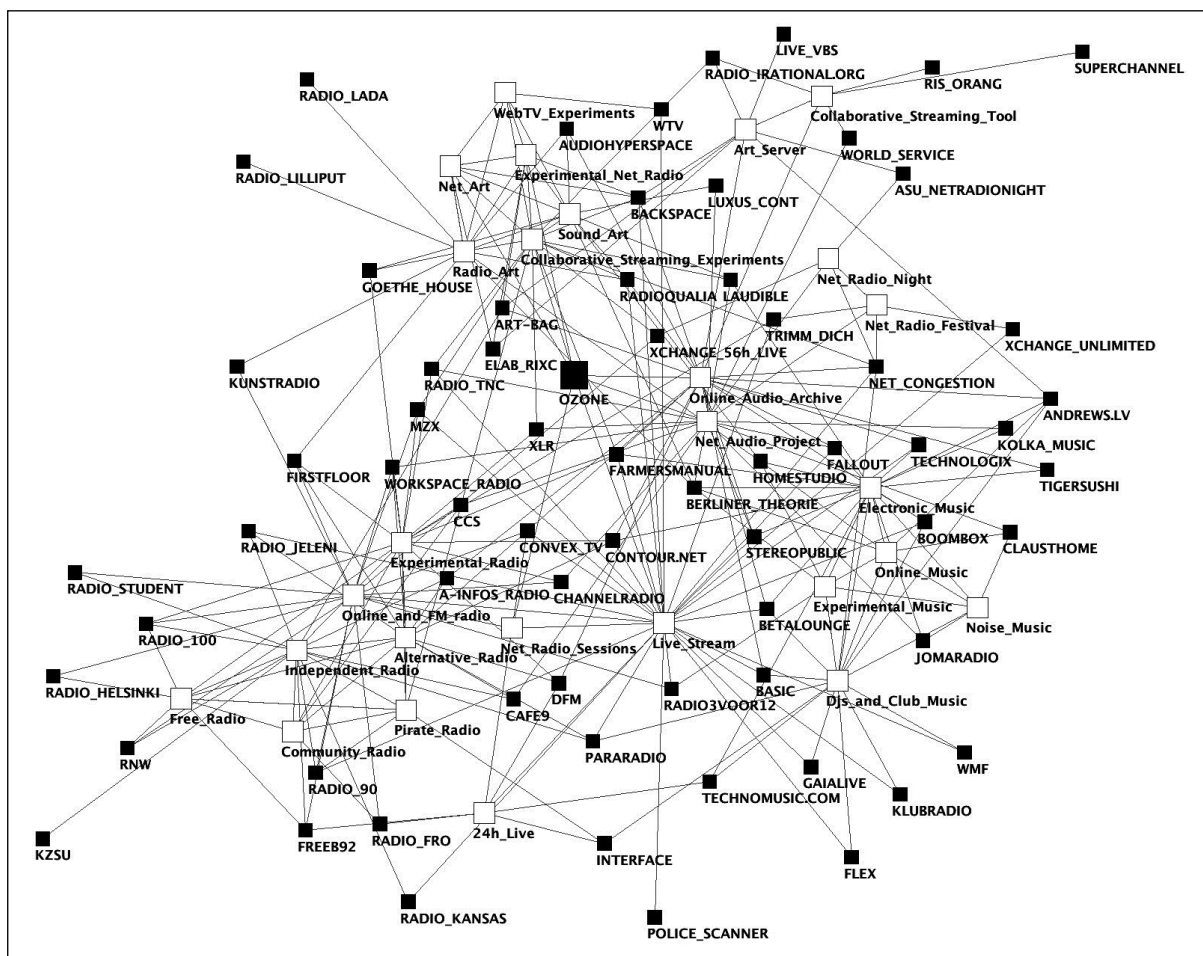 LIVE_VBS
RADIO_IRATIONAL.ORG
SUPERCHANNEL
RIS_ORANG
RADIO_LADA
WebTV_Experiments
Collaborative_Streaming_Tool
WTV
AUDIOHYPERSPACE
Art_Server
WORLD_SERVICE
RADIO_LILLIPUT
Experimental_Net_Radio
Net_Art
ASU_NETRADIONIGHT
LUXUS_CONT
BACKSPACE
Sound_Art
Collaborative_Streaming_Experiments
Radio_Art
Net_Radio_Night
GOETHE_HOUSE
RADIOQUALIA
LAUDIBLE
ART-BAG
Net_Radio_Festival
TRIMM_DICH
XCHANGE_UNLIMITED
XCHANGE_56h_LIVE
ELAB_RIXC
KUNSTRADIO
RADIO_TNC
OZONE
Online_Audio_Archive
NET_CONGESTION
ANDREWS.LV
MZX
XLR
Net_Audio_Project
KOLKA_MUSIC
FALLOUT
TECHNOLOGIX
FIRSTFLOOR
WORKSPACE_RADIO
FARMERSMANUAL
HOMESTUDIO
TIGERSUSHI
BERLINER_THEORIE
Electronic_Music
CCS
RADIO_JELENI
BOOMBOX
CLAUSTHOME
CONVEX_TV
CONTOUR.NET
STEREOPUBLIC
Experimental_Radio
Online_Music
RADIO_STUDENT
A-INFOS_RADIO
CHANNELRADIO
Online_and_FM_radio
Experimental_Music
BETALOUNGE
Noise_Music
RADIO_100
Alternative_Radio
Net_Radio_Sessions
Live_Stream
JOMARADIO
Independent_Radio
RADIO_HELSINKI
DFM
RADIO3VOOR12
BASIC
Djs_and_Club_Music
CAFE9
Free_Radio
Pirate_Radio
Community_Radio
RNW
PARARADIO
WMF
RADIO_90
GAIALIVE
TECHNOMUSIC.COM
KLUBRADIO
24h_Live
KZSU
FREEB92
RADIO_FRO
INTERFACE
FLEX
RADIO_KANSAS
POLICE_SCANNER